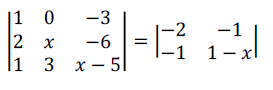 |1 0 -3|
|2 x -6| = |-2 -1|
|1 3 x - 5| |-1 1 - x|